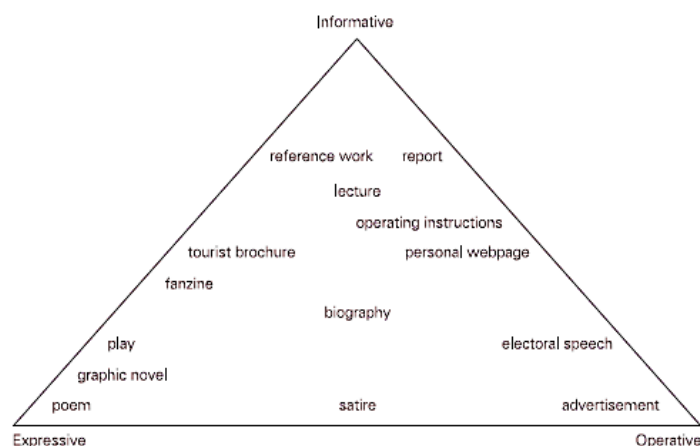 Informative
reference work report
lecture
operating instructions
tourist brochure personal webpage
fanzine
biography
play electoral speech
graphic novel
poem satire advertisement
Expressive Operative